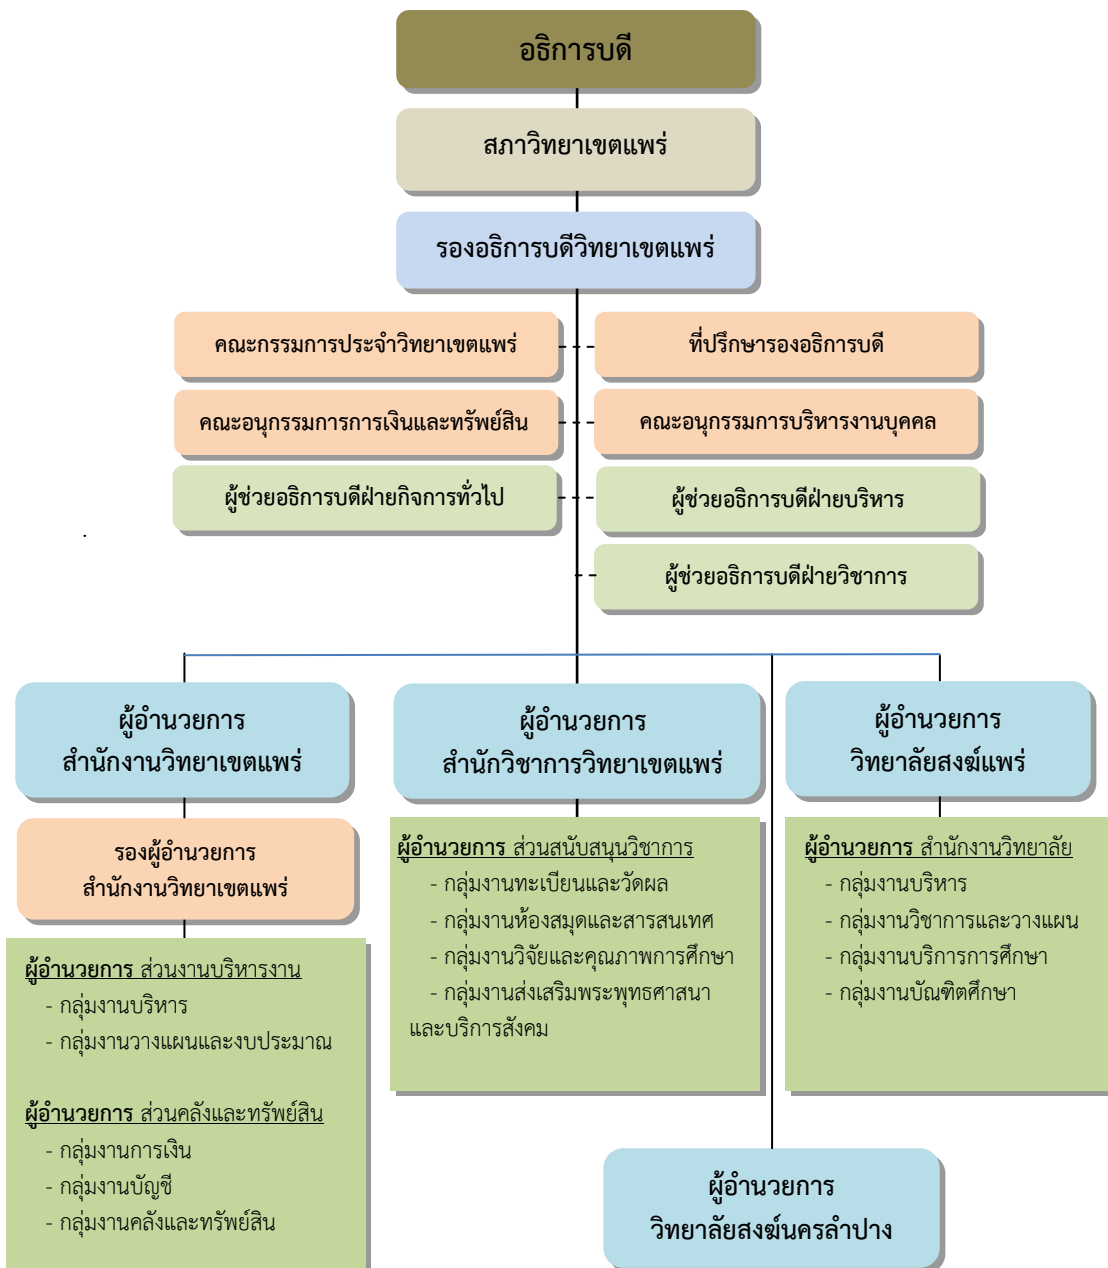 อธิการบดี
สภาวิทยาเขตแพร่
รองอธิการบดีวิทยาเขตแพร่
คณะกรรมการประจำวิทยาเขตแพร่
ที่ปรึกษารองอธิการบดี
คณะอนุกรรมการการเงินและทรัพย์สิน
คณะอนุกรรมการบริหารงานบุคคล
ผู้ช่วยอธิการบดีฝ่ายกิจการทั่วไป
ผู้ช่วยอธิการบดีฝ่ายบริหาร
ผู้ช่วยอธิการบดีฝ่ายวิชาการ
ผู้อำนวยการ
สำนักงานวิทยาเขตแพร่
รองผู้อำนวยการ
สำนักงานวิทยาเขตแพร่
ผู้อำนวยการ ส่วนงานบริหารงาน
- กลุ่มงานบริหาร
- กลุ่มงานวางแผนและงบประมาณ
ผู้อำนวยการ ส่วนคลังและทรัพย์สิน
- กลุ่มงานการเงิน
- กลุ่มงานบัญชี
- กลุ่มงานคลังและทรัพย์สิน
ผู้อำนวยการ
สำนักวิชาการวิทยาเขตแพร่
ผู้อำนวยการ ส่วนสนับสนุนวิชาการ
- กลุ่มงานทะเบียนและวัดผล
- กลุ่มงานห้องสมุดและสารสนเทศ
- กลุ่มงานวิจัยและคุณภาพการศึกษา
- กลุ่มงานส่งเสริมพระพุทธศาสนา
และบริการสังคม
ผู้อำนวยการ
วิทยาลัยสงฆ์แพร่
ผู้อำนวยการ สำนักงานวิทยาลัย
- กลุ่มงานบริหาร
- กลุ่มงานวิชาการและวางแผน
- กลุ่มงานบริการการศึกษา
- กลุ่มงานบัณฑิตศึกษา
ผู้อำนวยการ
วิทยาลัยสงฆ์นครลำปาง